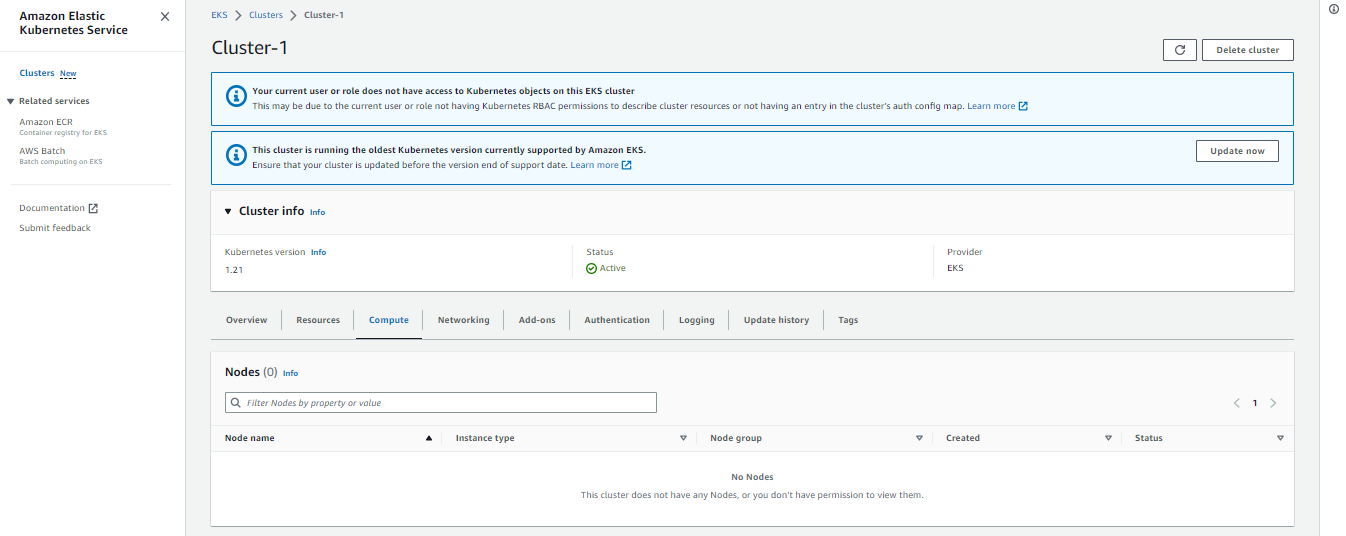 Amazon Elastic
Kubernetes Service
Clusters New
Related services
Amazon ECR
Container registry for EKS
AWS Batch
Batch computing on EKS
Documentation
Submit feedback
EKS Clusters Cluster-1
Cluster-1
Delete cluster
Your current user or role does not have access to Kubernetes objects on this EKS cluster
This may be due to the current user or role not having Kubernetes RBAC permissions to describe cluster resources or not having an entry in the cluster's auth config map. Learn more
This cluster is running the oldest Kubernetes version currently supported by Amazon EKS.
Ensure that your cluster is updated before the version end of support date. Learn more
Update now
Cluster info Info
Kubernetes version Info
1.21
Status
Active
Provider
EKS
Overview Resources Compute Networking Add-ons Authentication Logging Update history Tags
Nodes (0) Info
Filter Nodes by property or value
1
Node name Instance type Node group Created Status
No Nodes
This cluster does not have any Nodes, or you don't have permission to view them.